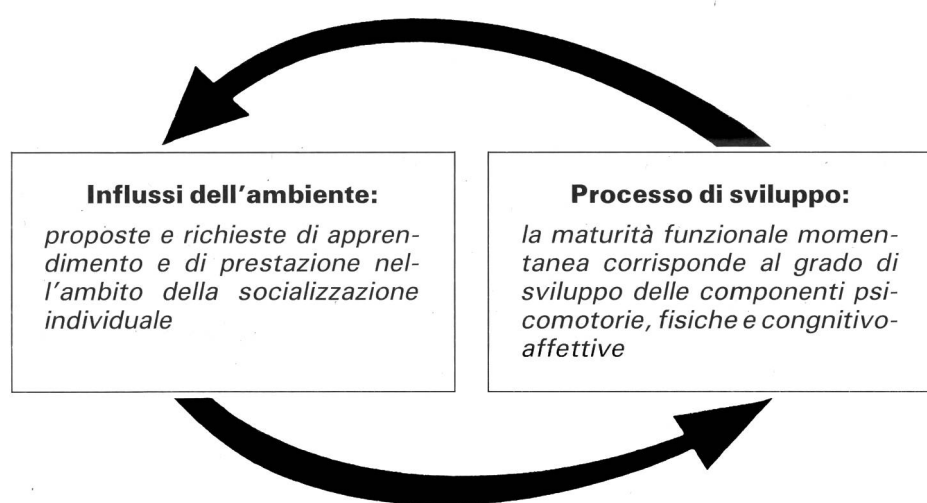 Influssi dell'ambiente:
proposte e richieste di appren-
dimento e di prestazione nel-
l'ambito della socializzazione
individuale
Processo di sviluppo:
la maturità funzionale momen-
tanea corrisponde al grado di
sviluppo delle componenti psi-
comotorie, fisiche e congnitivo-
affettive